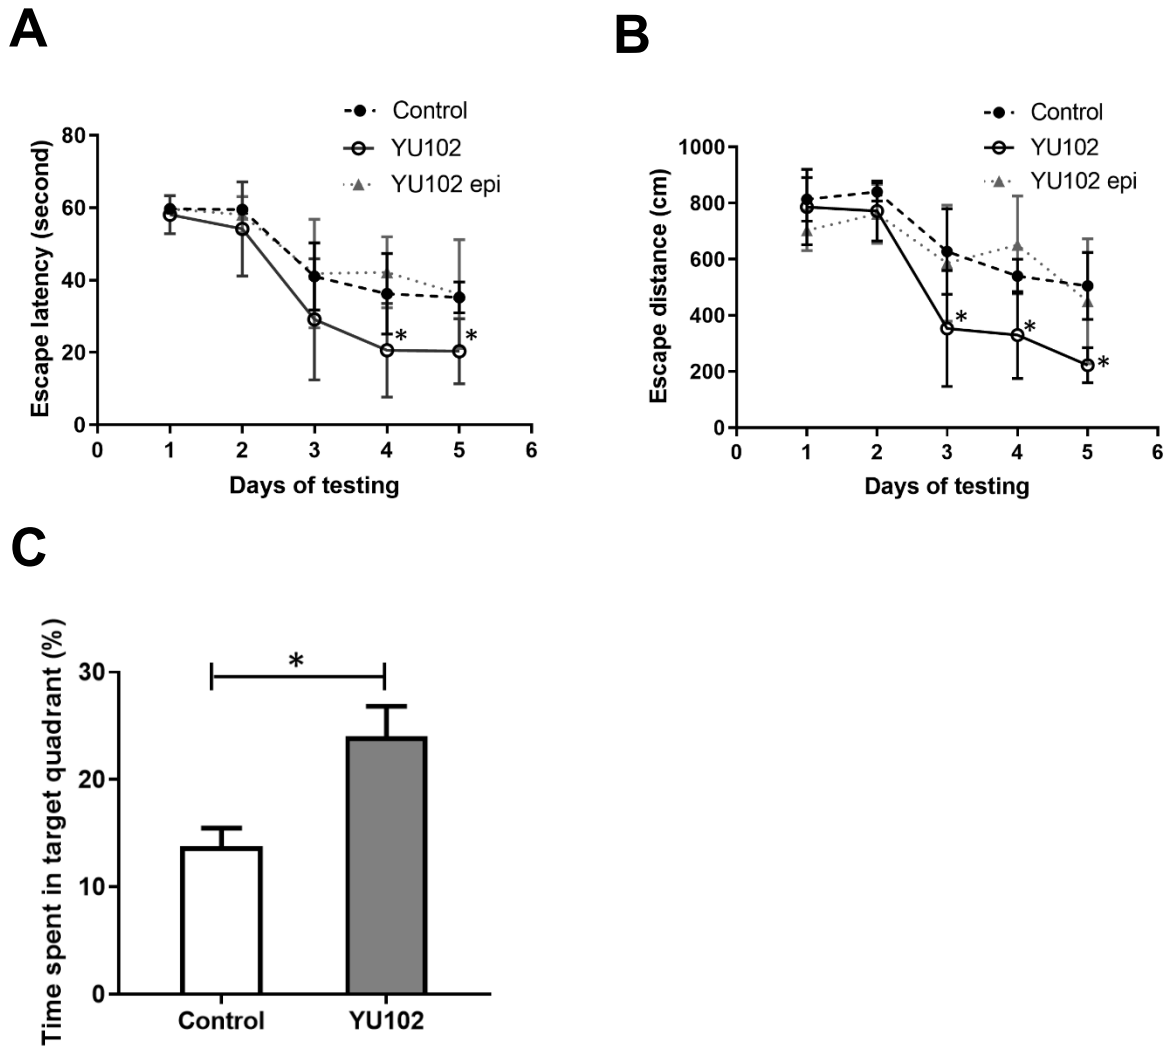 A
Control
YU102
YU102 epi
Escape latency (second)
80
60
40
20
0
0 1 2 3 4 5 6
* *
Days of testing
B
Control
YU102
YU102 epi
Escape distance (cm)
1000
800
600
400
200
0
0 1 2 3 4 5 6
* * *
Days of testing
C
Time spent in target quadrant (%)
30
20
10
0
*
Control YU102